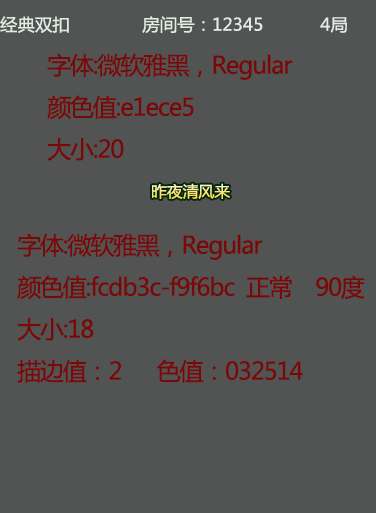 经典双扣 房间号：12345 4局
字体:微软雅黑，Regular
颜色值:e1ece5
大小:20
昨夜清风来
字体:微软雅黑，Regular
颜色值:fcdb3c-f9f6bc 正常 90度
大小:18
描边值：2 色值：032514